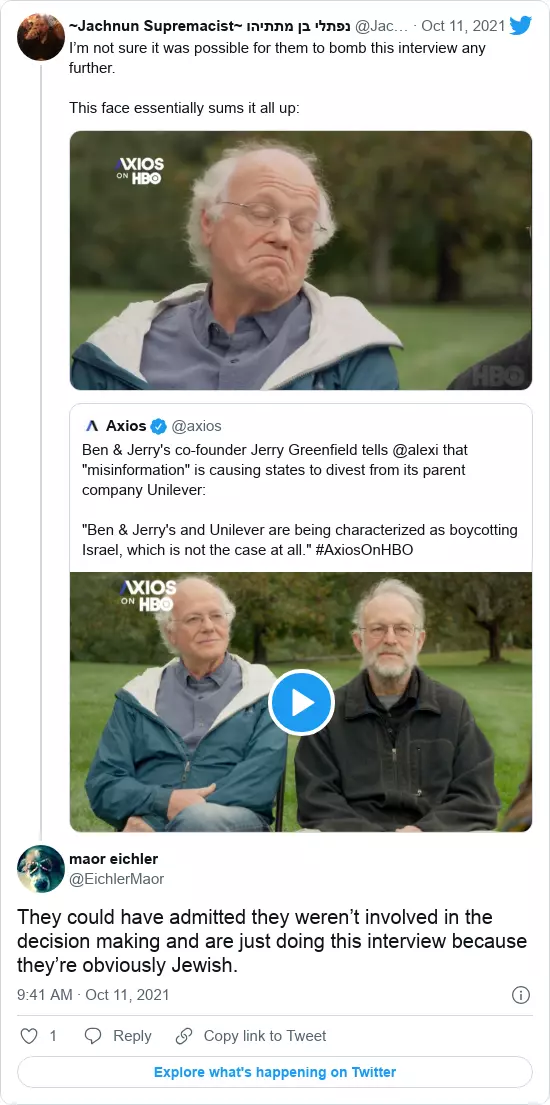 ~Jachnun Supremacist~ נפתלי בן מתתיהו @Jac... · Oct 11, 2021
I'm not sure it was possible for them to bomb this interview any
further.
This face essentially sums it all up:
AXIOS
ON HBO
HBO
Axios @axios
Ben & Jerry's co-founder Jerry Greenfield tells @alexi that
"misinformation" is causing states to divest from its parent
company Unilever:
"Ben & Jerry's and Unilever are being characterized as boycotting
Israel, which is not the case at all." #AxiosOnHBO
AXIOS
ON HBO
maor eichler
@EichlerMaor
They could have admitted they weren't involved in the
decision making and are just doing this interview because
they're obviously Jewish.
9:41 AM · Oct 11, 2021
1 Reply Copy link to Tweet
Explore what's happening on Twitter